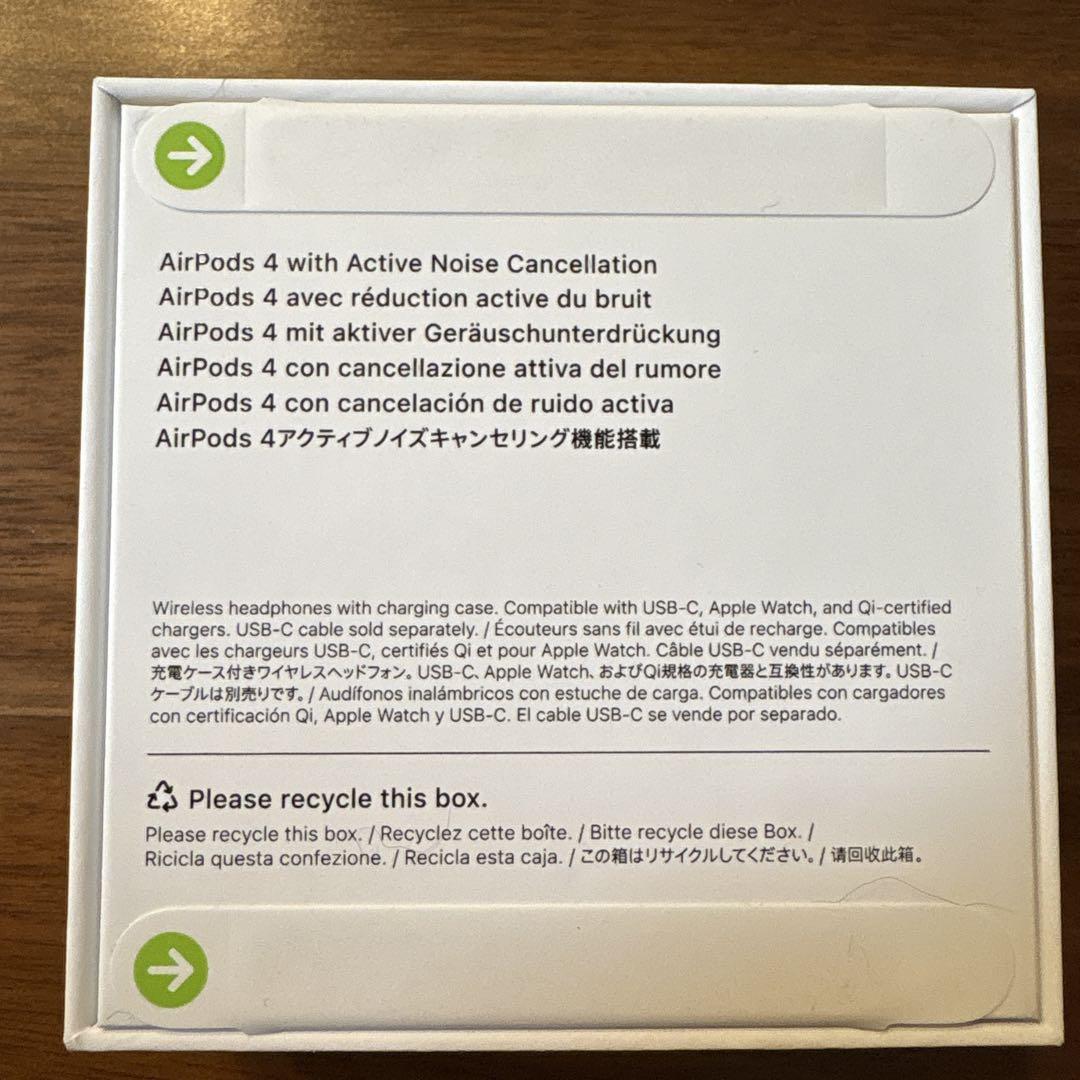 AirPods 4 with Active Noise Cancellation
AirPods 4 avec réduction active du bruit
AirPods 4 mit aktiver Geräuschunterdrückung
AirPods 4 con cancellazione attiva del rumore
AirPods 4 con cancelación de ruido activa
AirPods 4アクティブノイズキャンセリング機能搭載
Wireless headphones with charging case. Compatible with USB-C, Apple Watch, and Qi-certified
chargers. USB-C cable sold separately. / Écouteurs sans fil avec étui de recharge. Compatibles
avec les chargeurs USB-C, certifiés Qi et pour Apple Watch. Câble USB-C vendu séparément. /
充電ケース付きワイヤレスヘッドフォン。USB-C、Apple Watch、およびQi規格の充電器と互換性があります。USB-C
ケーブルは別売りです。/ Audífonos inalámbricos con estuche de carga. Compatibles con cargadores
con certificación Qi, Apple Watch y USB-C. El cable USB-C se vende por separado.
Please recycle this box.
Please recycle this box. / Recyclez cette boîte. / Bitte recycle diese Box. /
Ricicla questa confezione. / Recicla esta caja. / この箱はリサイクルしてください。/ 请回收此箱。